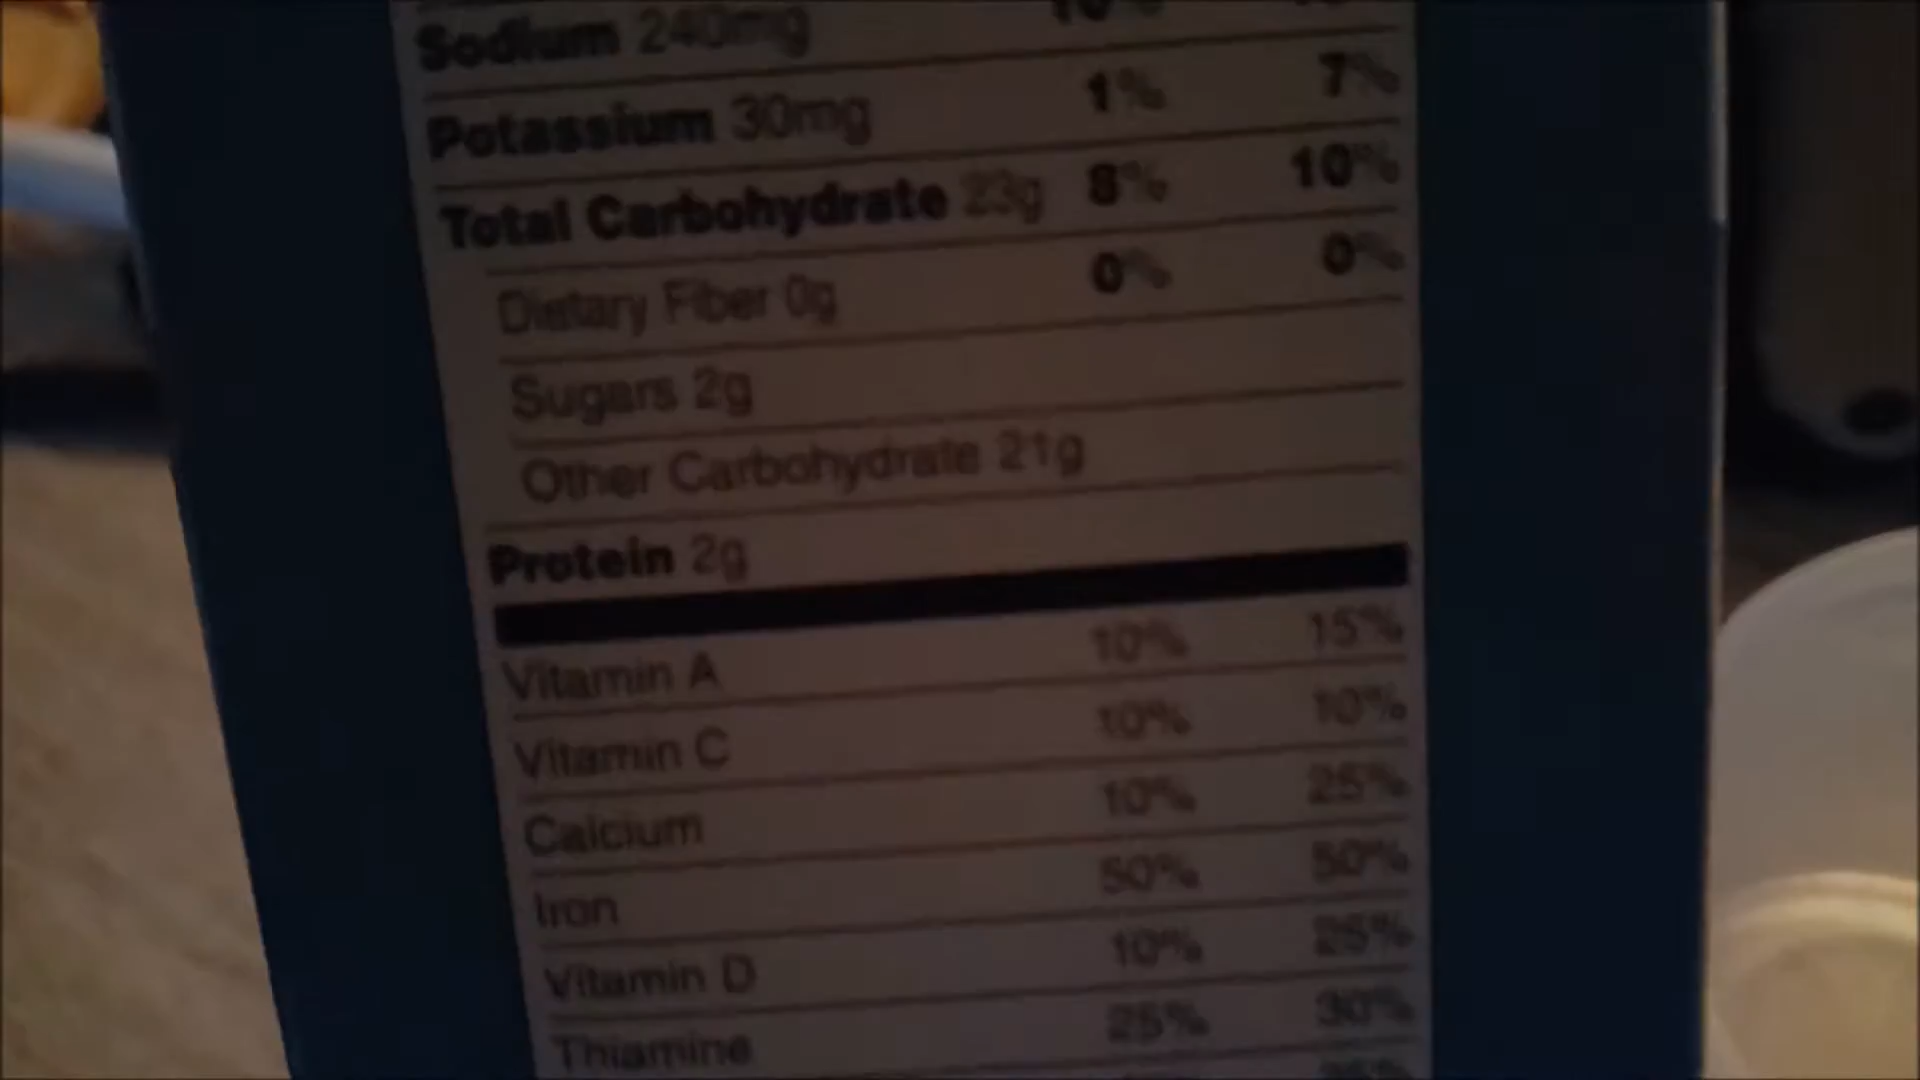 Sodium 240mg 10%
Potassium 30mg 1% 7%
Total Carbohydrate 23g 8% 10%
Dietary Fiber 0g 0% 0%
Sugars 2g
Other Carbohydrate 21g
Protein 2g
Vitamin A 10% 15%
Vitamin C 10% 10%
Calcium 10% 25%
Iron 50% 50%
Vitamin D 10% 25%
Thiamine 25% 30%